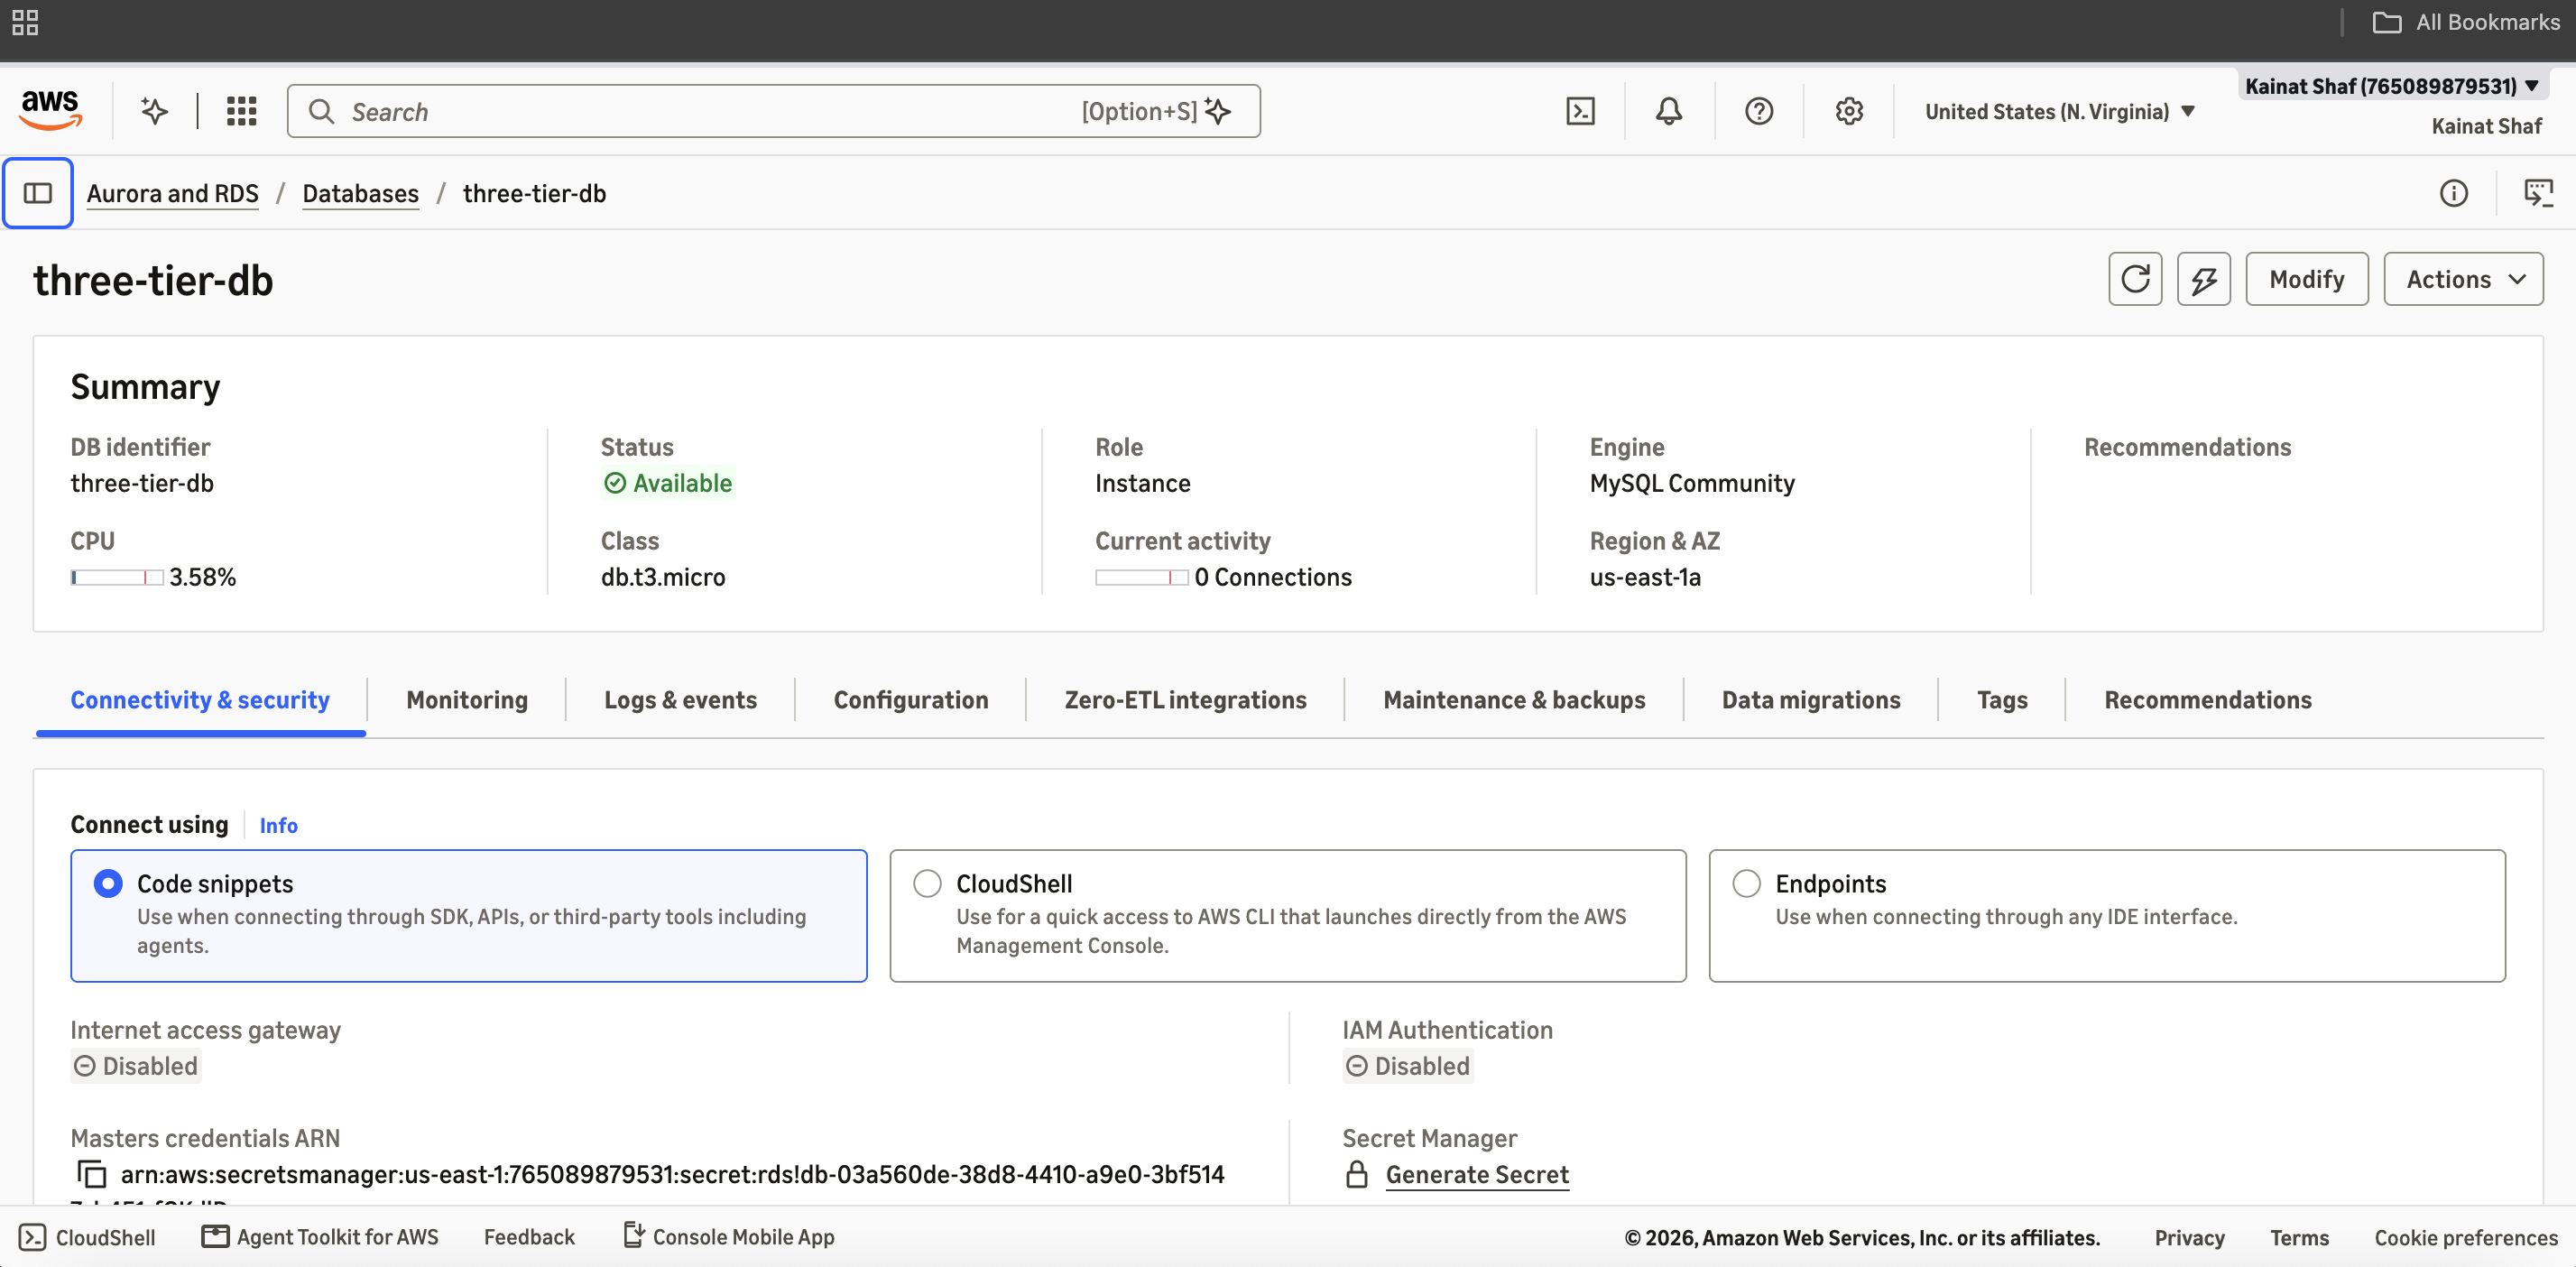 All Bookmarks
aws
Search
[Option+S]
United States (N. Virginia)
Kainat Shaf (765089879531)
Kainat Shaf
Aurora and RDS / Databases / three-tier-db
three-tier-db
Modify
Actions
Summary
DB identifier
three-tier-db
Status
Available
Role
Instance
Engine
MySQL Community
Recommendations
CPU
3.58%
Class
db.t3.micro
Current activity
0 Connections
Region & AZ
us-east-1a
Connectivity & security
Monitoring
Logs & events
Configuration
Zero-ETL integrations
Maintenance & backups
Data migrations
Tags
Recommendations
Connect using
Info
Code snippets
Use when connecting through SDK, APIs, or third-party tools including
agents.
CloudShell
Use for a quick access to AWS CLI that launches directly from the AWS
Management Console.
Endpoints
Use when connecting through any IDE interface.
Internet access gateway
Disabled
IAM Authentication
Disabled
Masters credentials ARN
arn:aws:secretsmanager:us-east-1:765089879531:secret:rds!db-03a560de-38d8-4410-a9e0-3bf514
Secret Manager
Generate Secret
CloudShell
Agent Toolkit for AWS
Feedback
Console Mobile App
© 2026, Amazon Web Services, Inc. or its affiliates.
Privacy
Terms
Cookie preferences